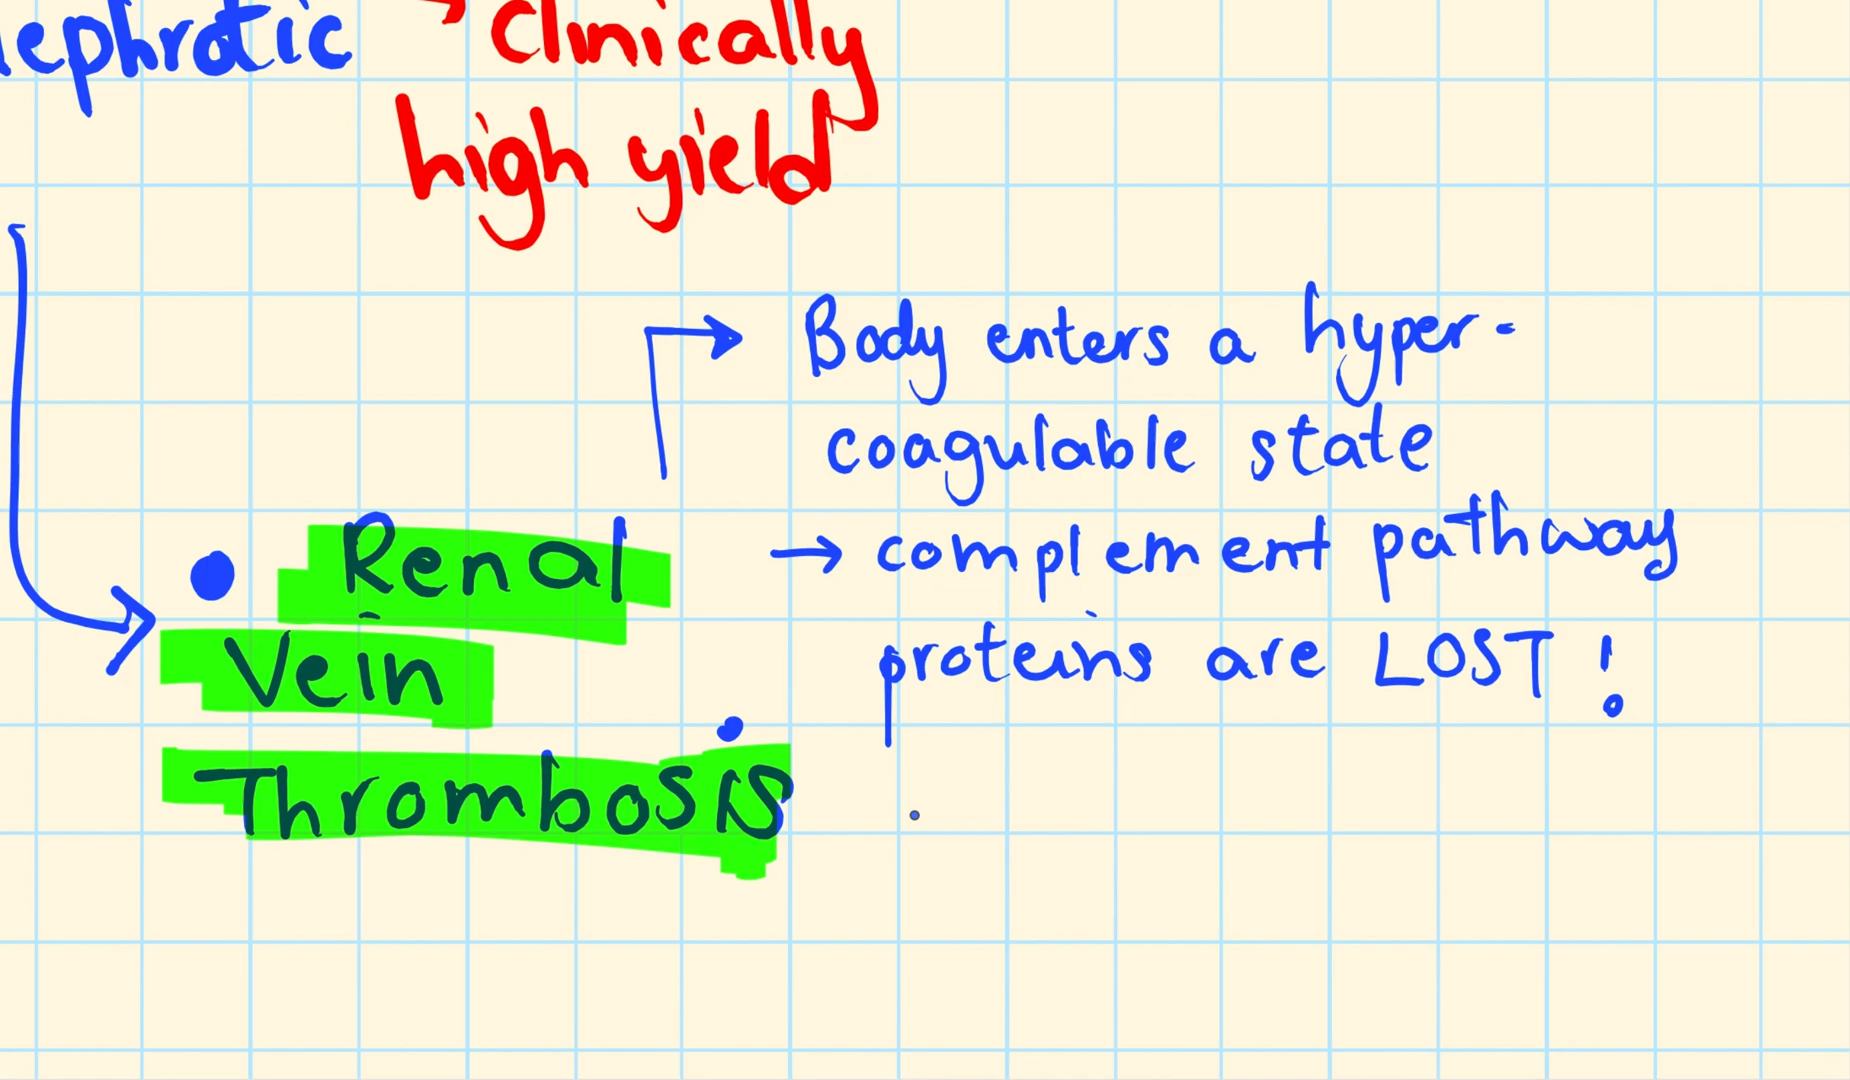 ephrotic → Clinically
high yield
→ Body enters a hyper-
coagulable state
→ complement pathway
proteins are LOST!
• Renal
Vein
Thrombosis